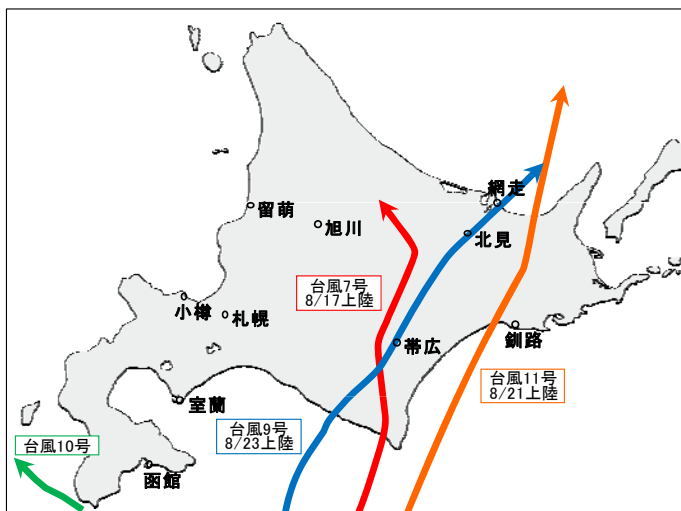 網走
留萌
旭川
北見
台風7号
8/17上陸
小樽
札幌
釧路
帯広
台風11号
8/21上陸
室蘭
台風9号
8/23上陸
台風10号
函館